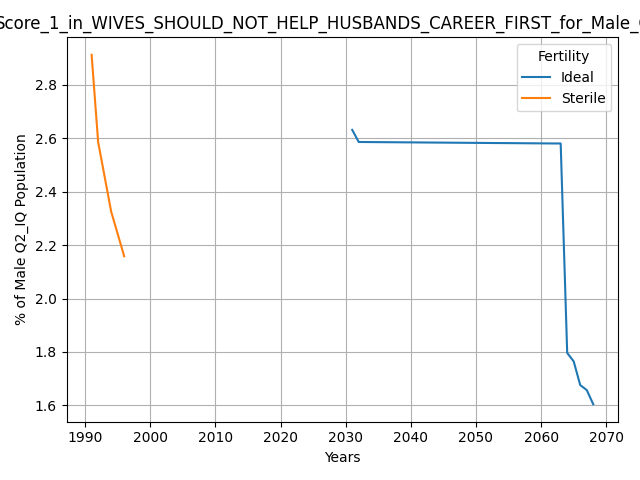 Score_1_in_WIVES_SHOULD_NOT_HELP_HUSBANDS_CAREER_FIRST_for_Male_
Fertility
Ideal
Sterile
% of Male Q2_IQ Population
2.8
2.6
2.4
2.2
2.0
1.8
1.6
1990 2000 2010 2020 2030 2040 2050 2060 2070
Years